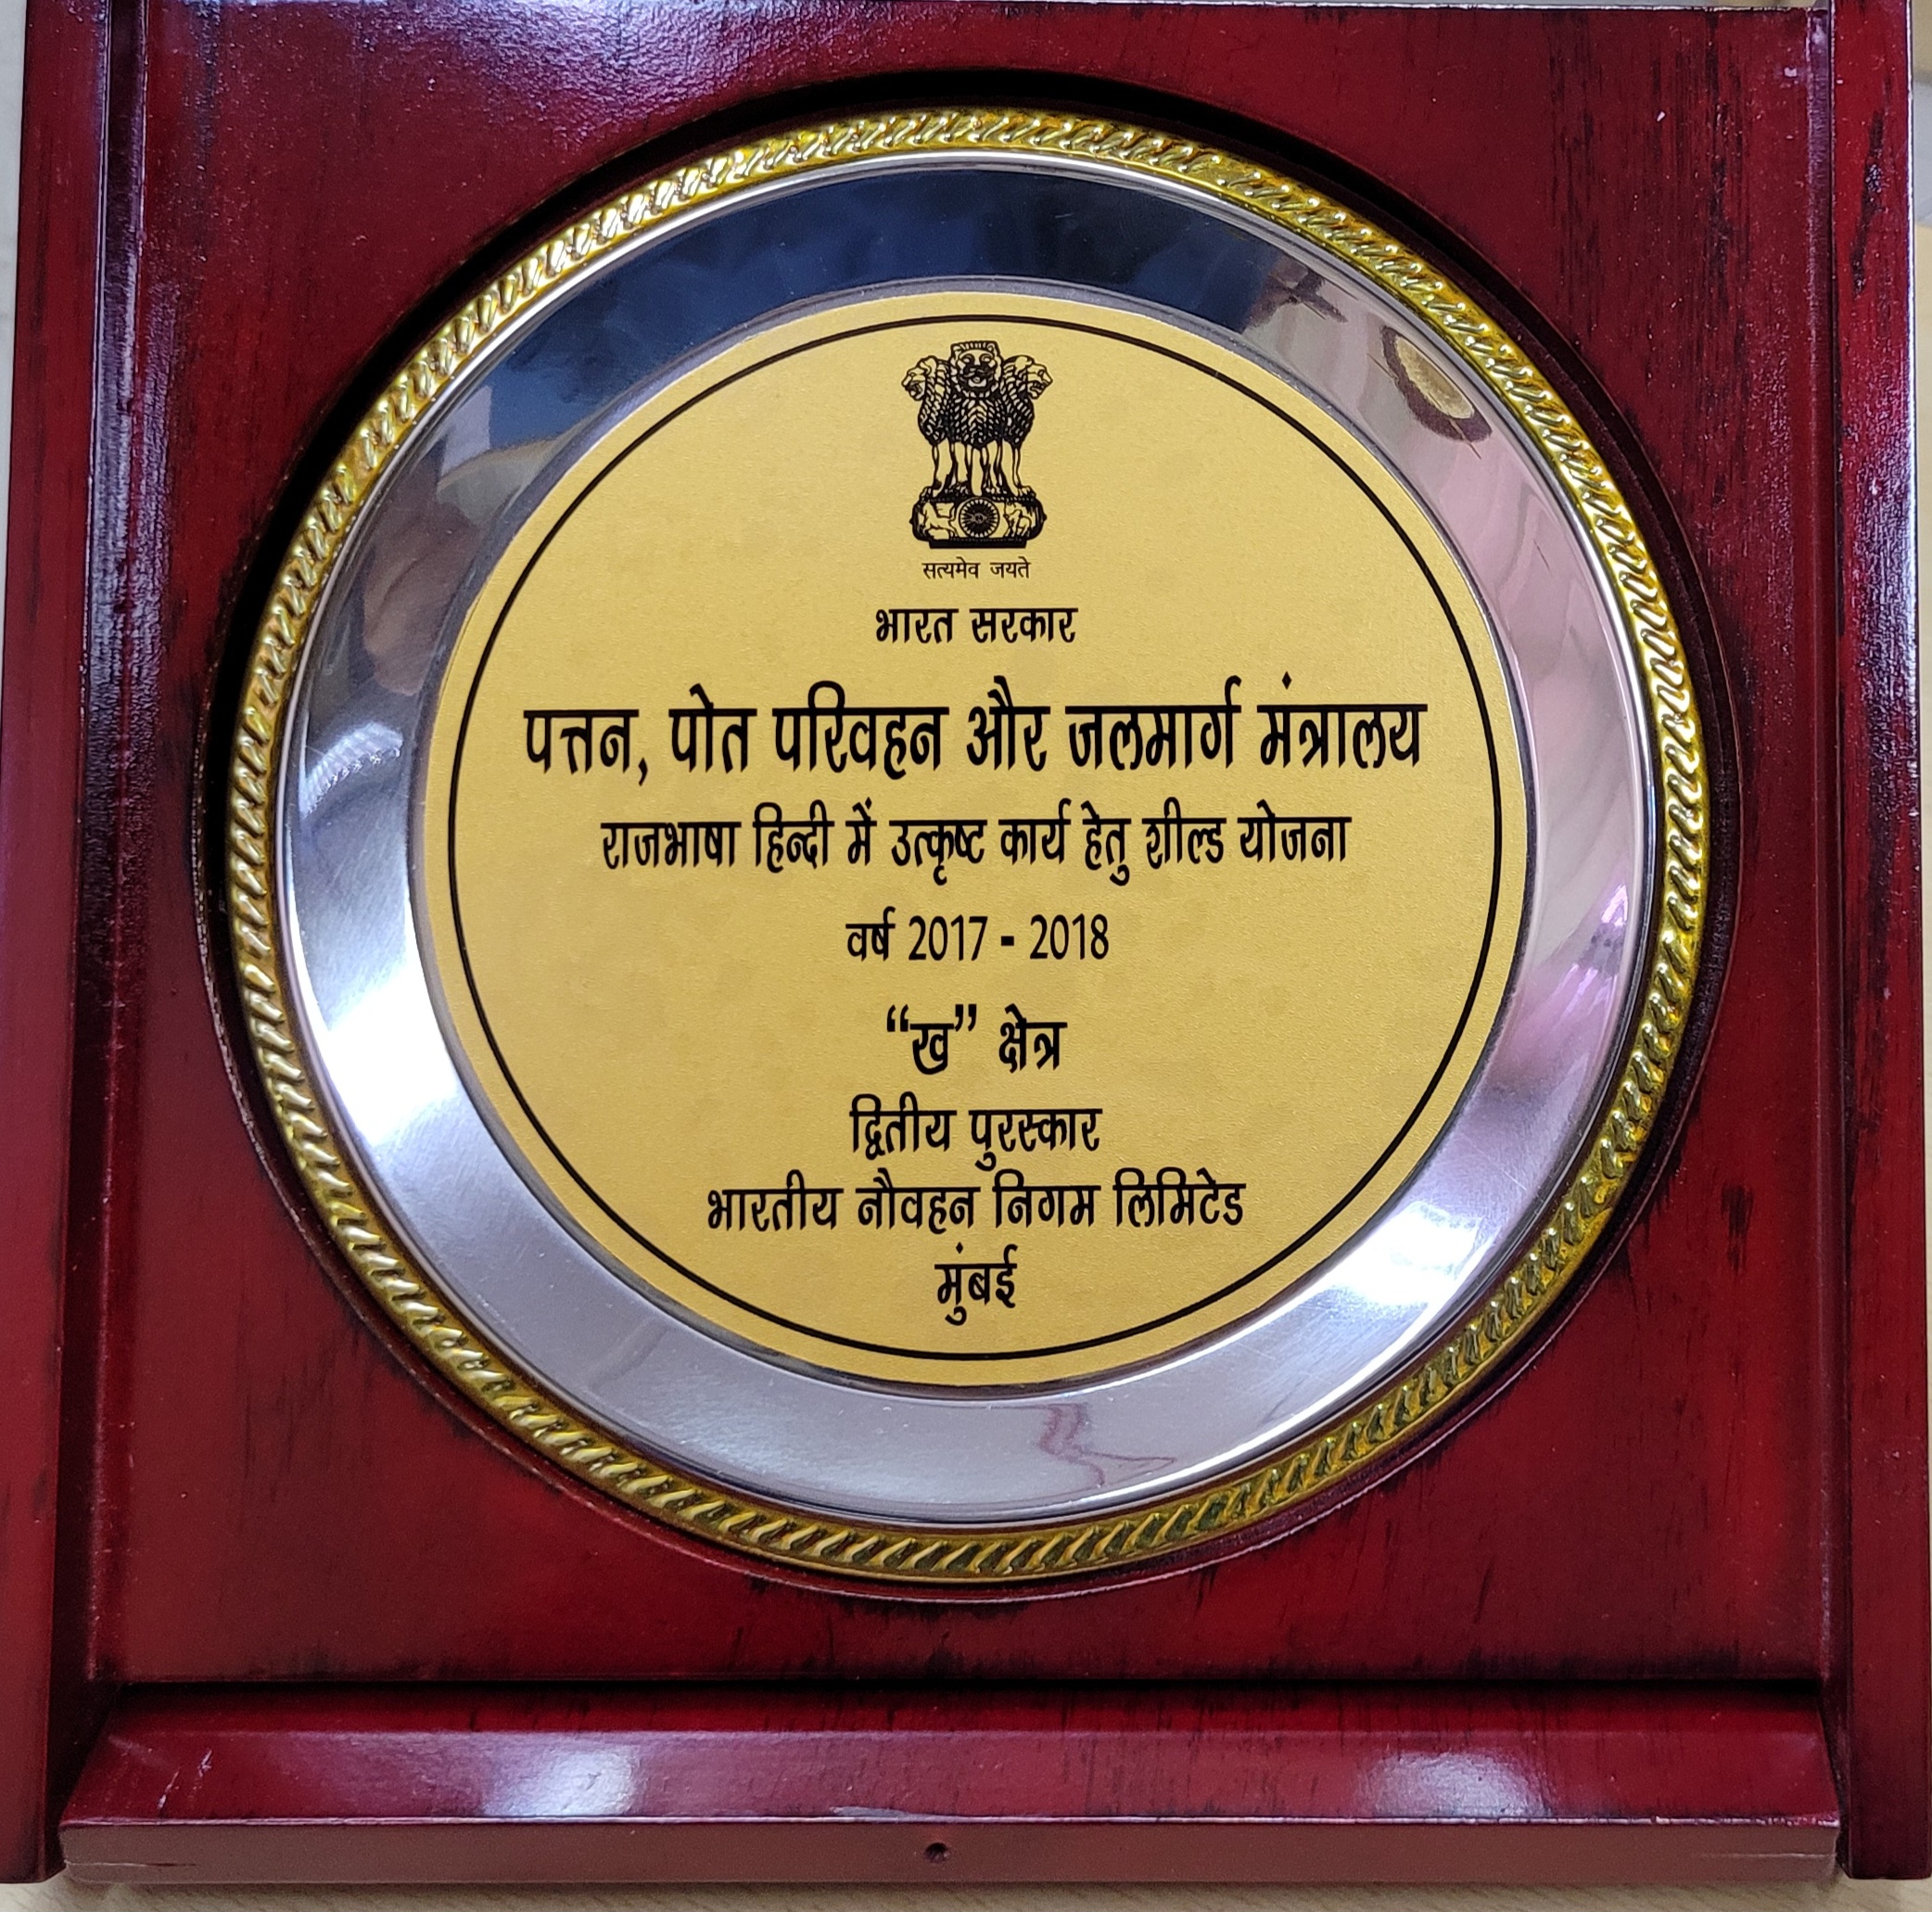 सत्यमेव जयते
भारत सरकार
पत्तन, पोत परिवहन और जलमार्ग मंत्रालय
राजभाषा हिन्दी में उत्कृष्ट कार्य हेतु शील्ड योजना
वर्ष 2017 - 2018
“ख” क्षेत्र
द्वितीय पुरस्कार
भारतीय नौवहन निगम लिमिटेड
मुंबई